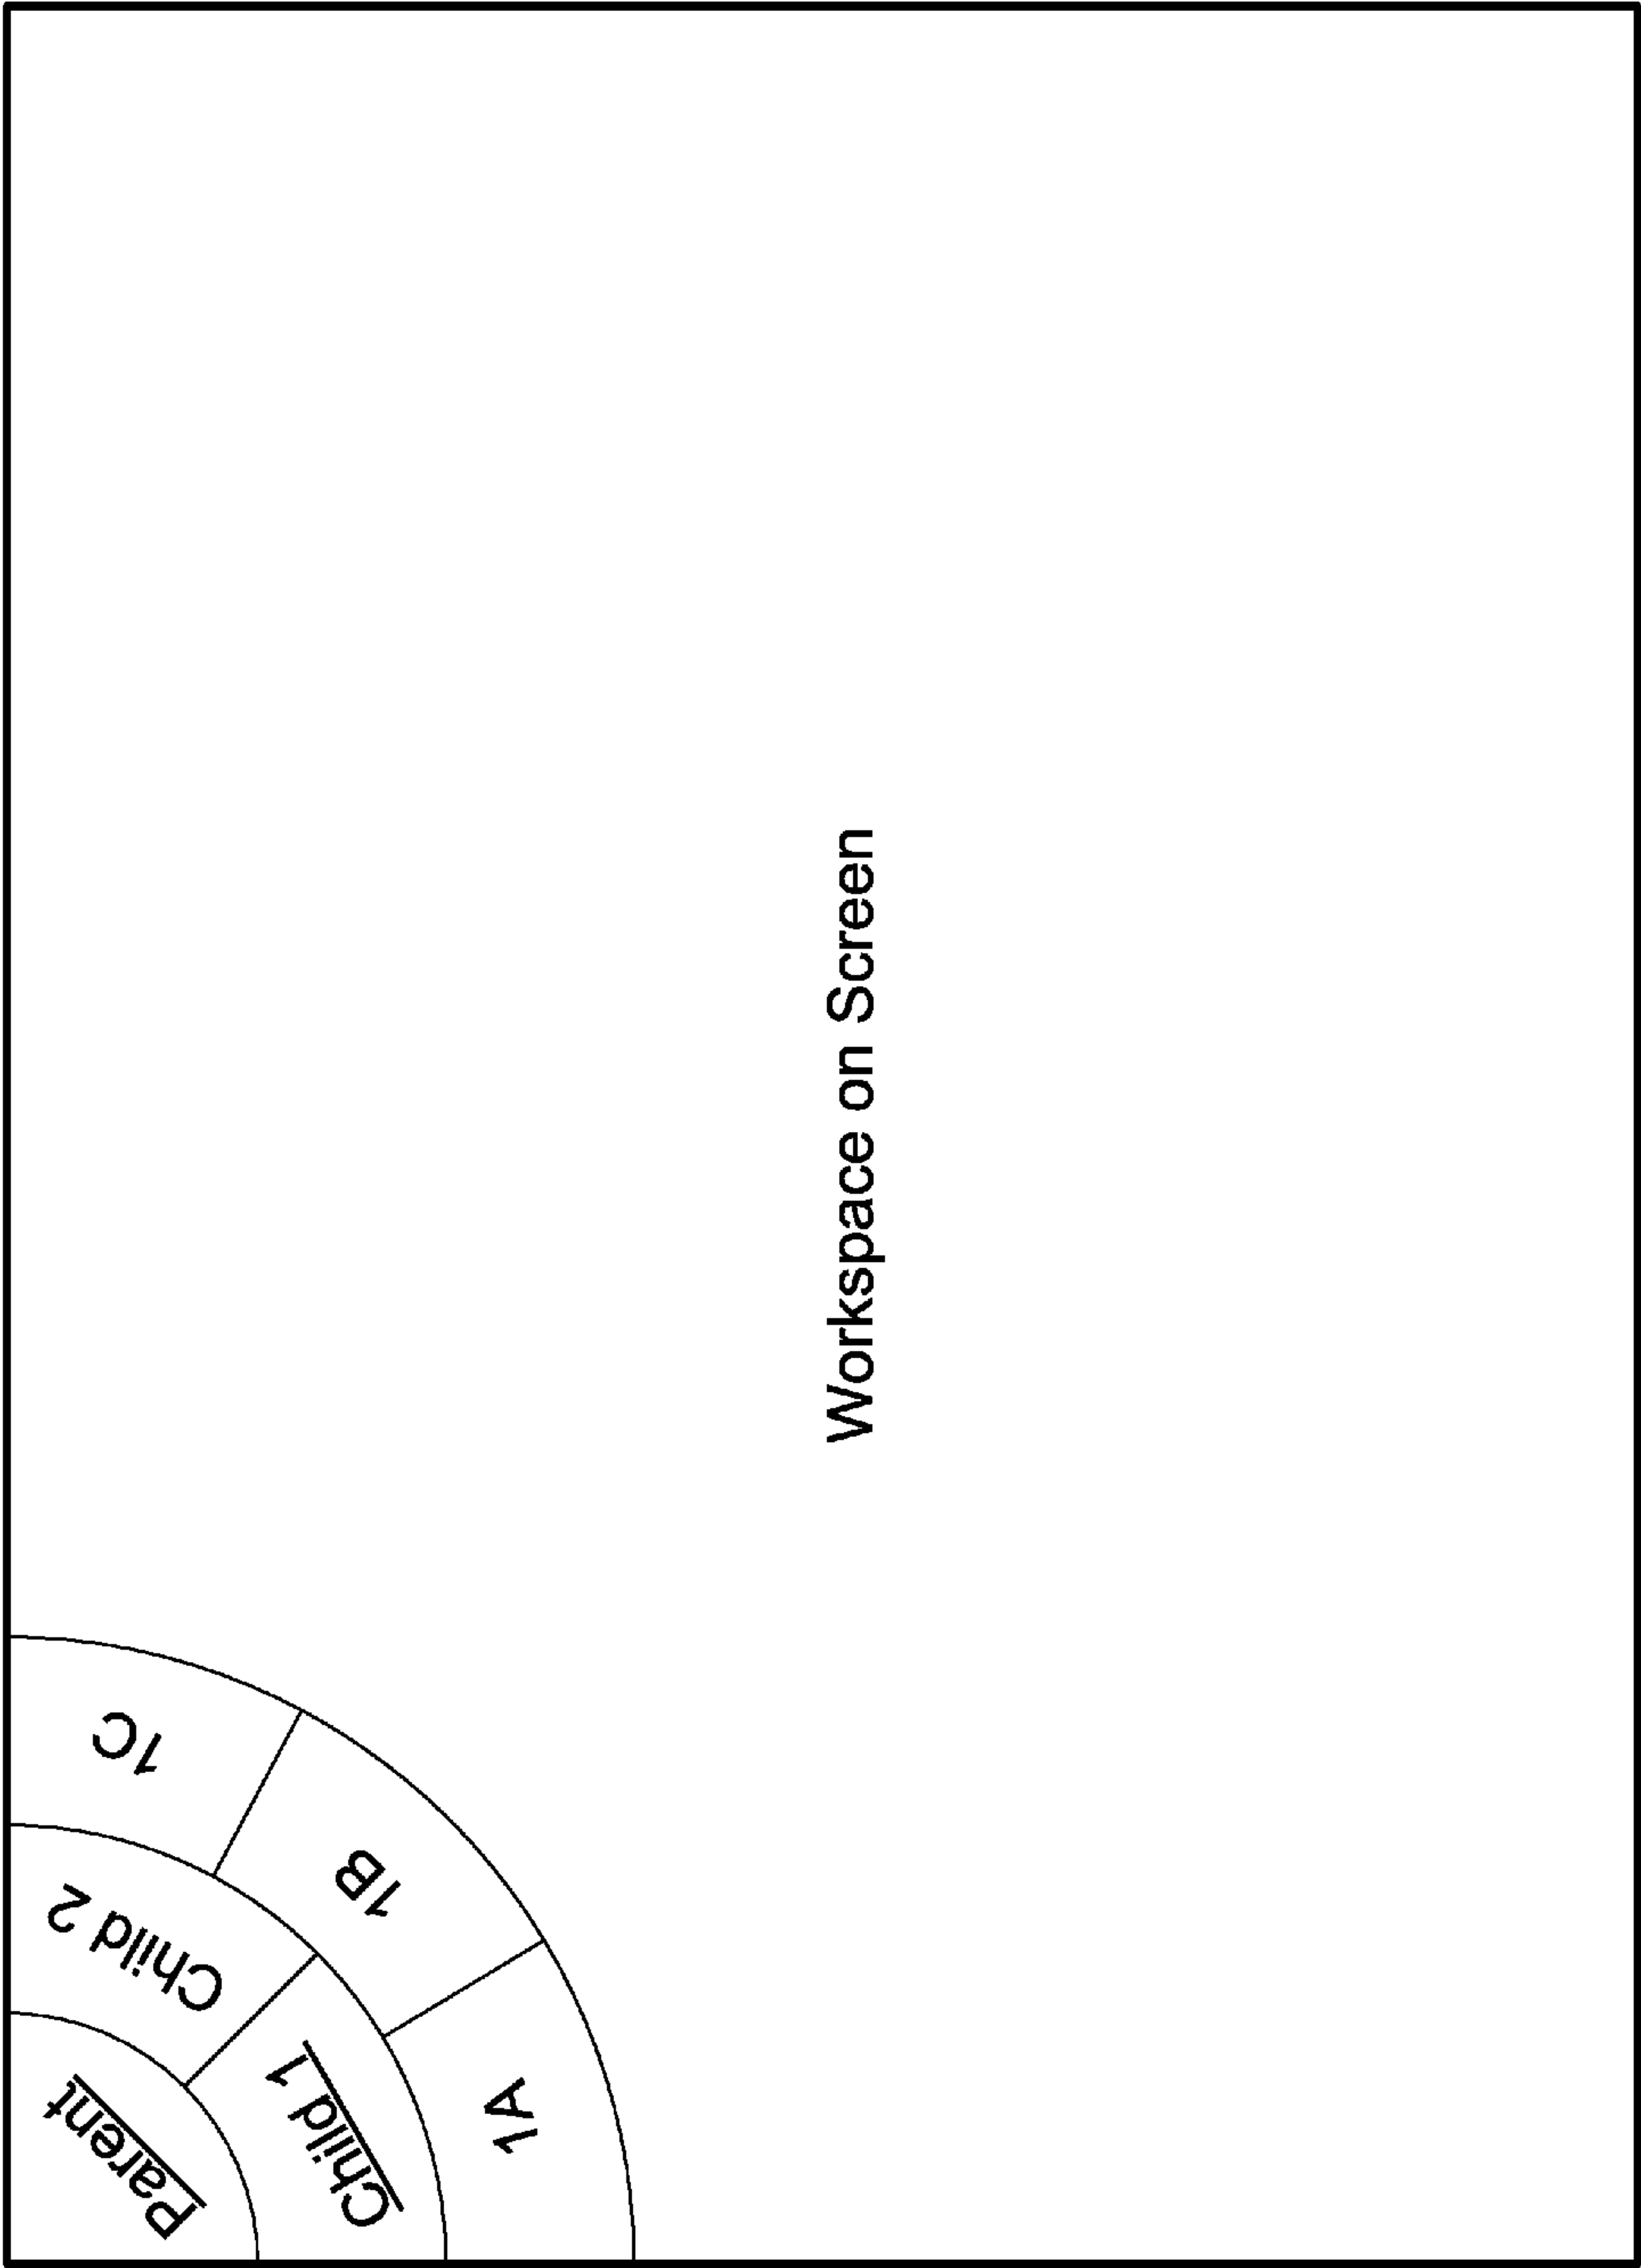 Workspace on Screen
Parent
Child 1
Child 2
1A
1B
1C